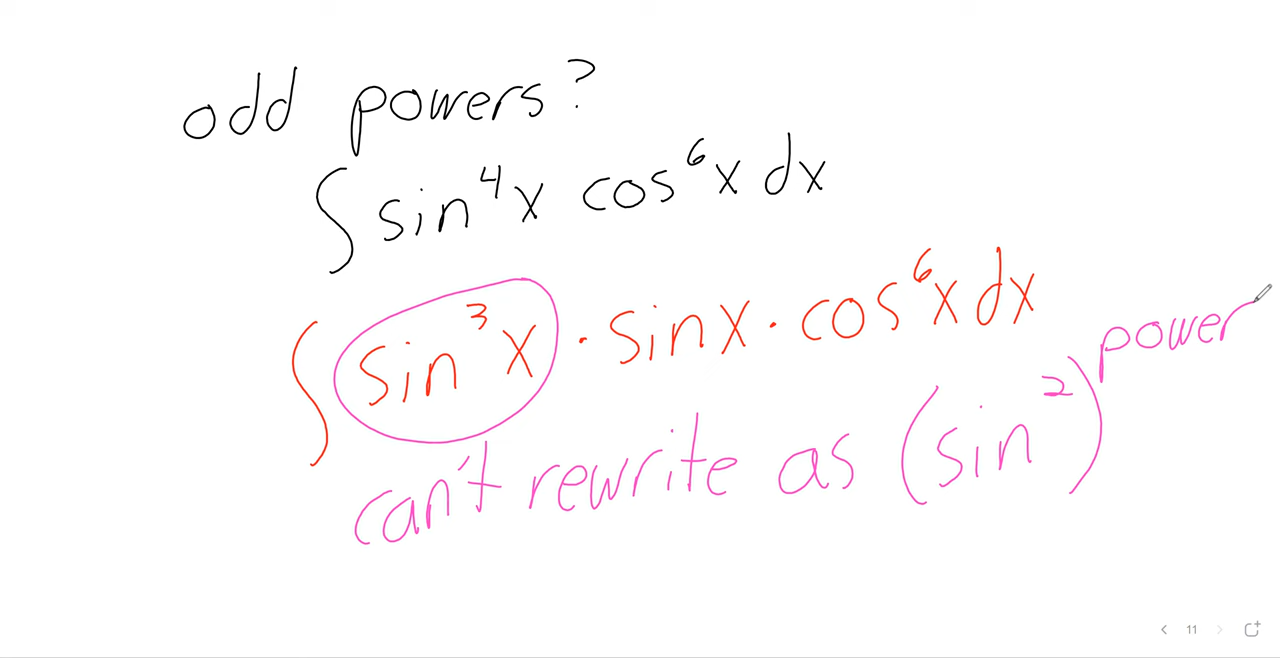 odd powers?
∫ sin⁴x cos⁶x dx
∫ sin³x · sinx · cos⁶x dx
can't rewrite as (sin²)^power
11